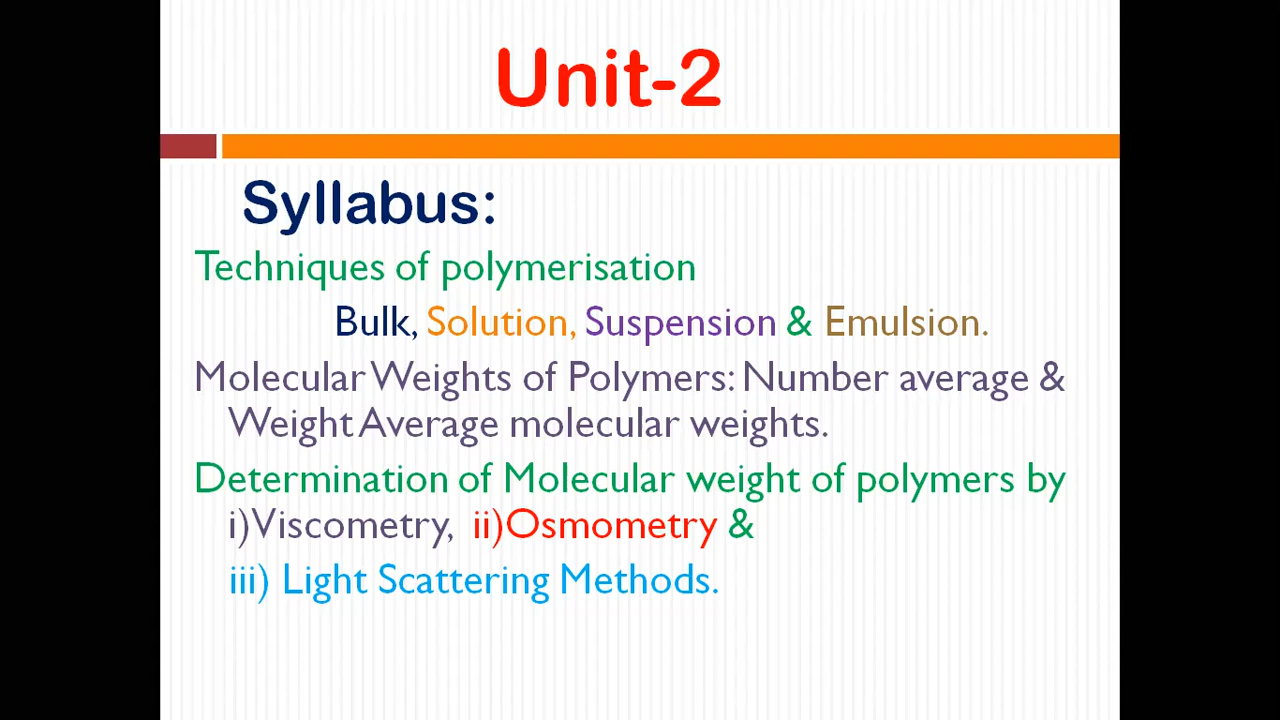 Unit-2
Syllabus:
Techniques of polymerisation
Bulk, Solution, Suspension & Emulsion.
Molecular Weights of Polymers: Number average &
Weight Average molecular weights.
Determination of Molecular weight of polymers by
i)Viscometry, ii)Osmometry &
iii) Light Scattering Methods.